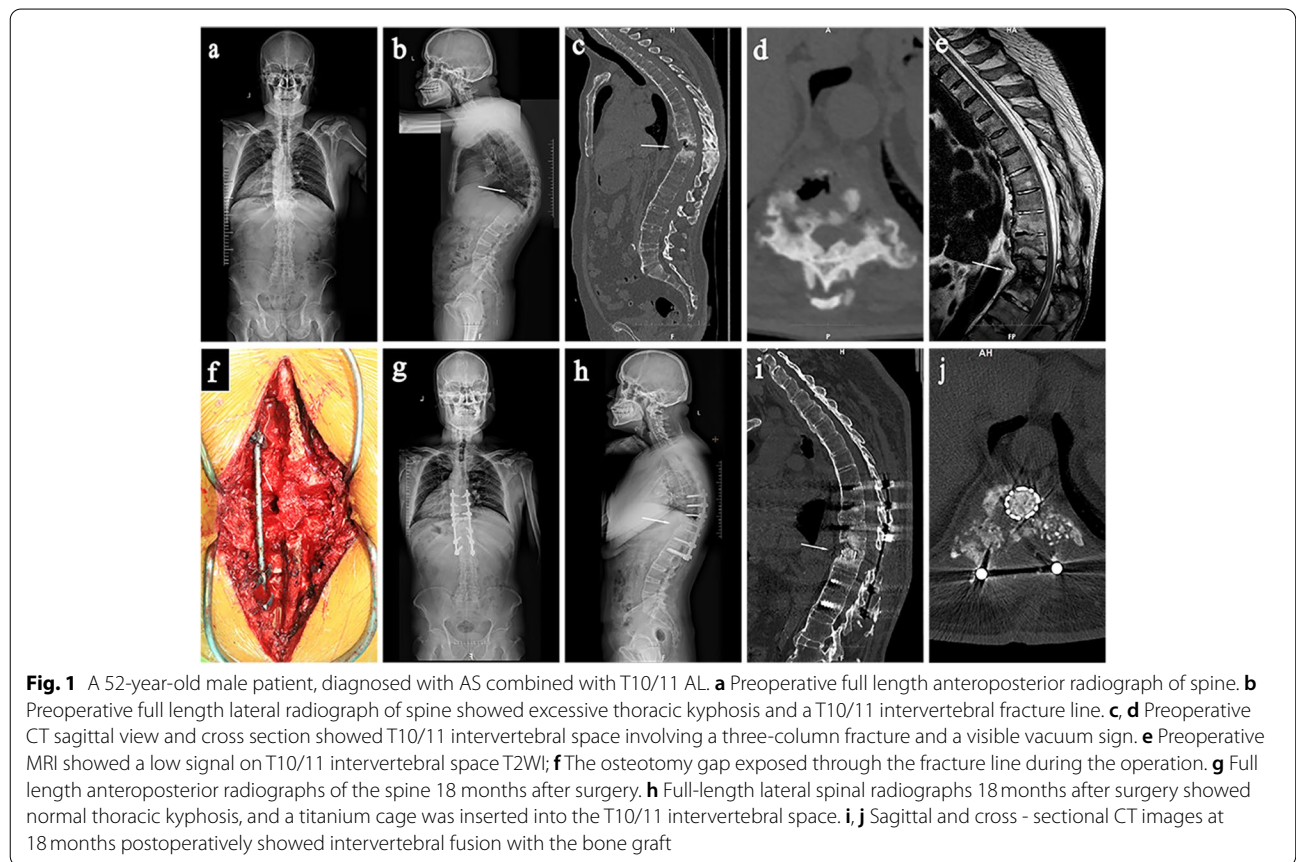 a
b
c
d
e
L
H
A
HA
F
F
P
FP
f
g
h
i
j
L
H
AH
F
Fig. 1 A 52-year-old male patient, diagnosed with AS combined with T10/11 AL. a Preoperative full length anteroposterior radiograph of spine. b
Preoperative full length lateral radiograph of spine showed excessive thoracic kyphosis and a T10/11 intervertebral fracture line. c, d Preoperative
CT sagittal view and cross section showed T10/11 intervertebral space involving a three-column fracture and a visible vacuum sign. e Preoperative
MRI showed a low signal on T10/11 intervertebral space T2WI; f The osteotomy gap exposed through the fracture line during the operation. g Full
length anteroposterior radiographs of the spine 18 months after surgery. h Full-length lateral spinal radiographs 18 months after surgery showed
normal thoracic kyphosis, and a titanium cage was inserted into the T10/11 intervertebral space. i, j Sagittal and cross - sectional CT images at
18 months postoperatively showed intervertebral fusion with the bone graft